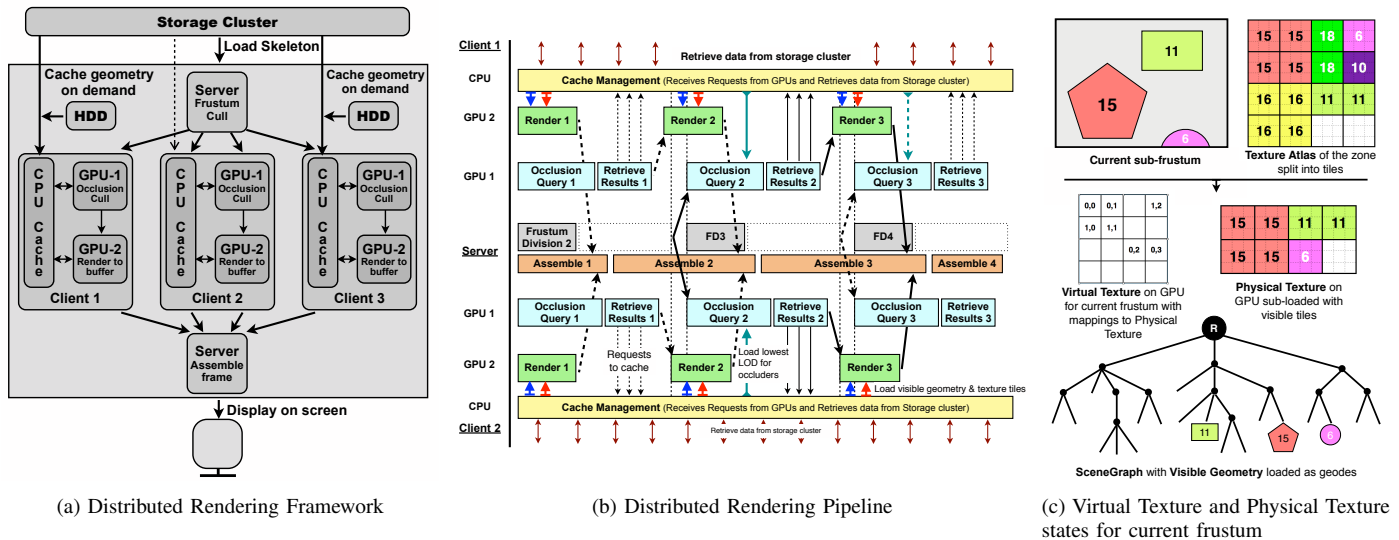 Storage Cluster
Load Skeleton
Cache geometry
on demand
HDD
Server
Frustum
Cull
Cache geometry
on demand
HDD
CPU Cache
GPU-1
Occlusion
Cull
GPU-2
Render to
buffer
Client 1
CPU Cache
GPU-1
Occlusion
Cull
GPU-2
Render to
buffer
Client 2
CPU Cache
GPU-1
Occlusion
Cull
GPU-2
Render to
buffer
Client 3
Server
Assemble
frame
Display on screen
(a) Distributed Rendering Framework
Client 1
Retrieve data from storage cluster
CPU
Cache Management (Receives Requests from GPUs and Retrieves data from Storage cluster)
GPU 2
Render 1
Render 2
Render 3
GPU 1
Occlusion
Query 1
Retrieve
Results 1
Occlusion
Query 2
Retrieve
Results 2
Occlusion
Query 3
Retrieve
Results 3
Server
Frustum
Division 2
FD3
FD4
Assemble 1
Assemble 2
Assemble 3
Assemble 4
GPU 1
Occlusion
Query 1
Retrieve
Results 1
Occlusion
Query 2
Retrieve
Results 2
Occlusion
Query 3
Retrieve
Results 3
Requests
to cache
Load lowest
LOD for
occluders
GPU 2
Render 1
Render 2
Render 3
Load visible geometry & texture tiles
CPU
Cache Management (Receives Requests from GPUs and Retrieves data from Storage cluster)
Client 2
Retrieve data from storage cluster
(b) Distributed Rendering Pipeline
11
15
6
Current sub-frustum
15 15 18 6
15 15 18 10
16 16 11 11
16 16
Texture Atlas of the zone
split into tiles
0,0 0,1 1,2
1,0 1,1
0,2 0,3
Virtual Texture on GPU
for current frustum with
mappings to Physical
Texture
15 15 11 11
15 15 6
Physical Texture on
GPU sub-loaded with
visible tiles
R
11
15
6
SceneGraph with Visible Geometry loaded as geodes
(c) Virtual Texture and Physical Texture
states for current frustum